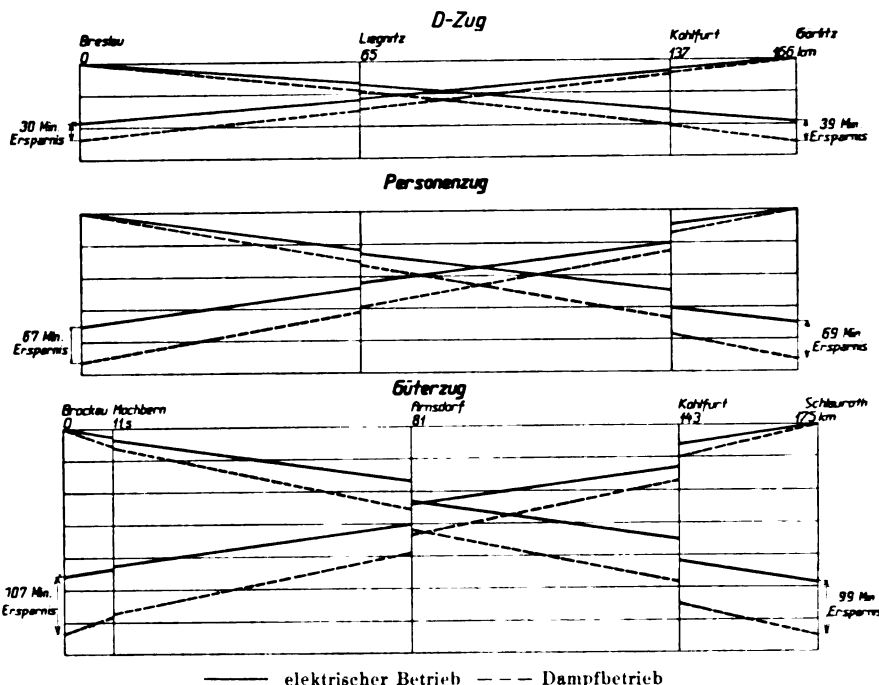 D-Zug
Breslau Liegnitz Kohlfurt Görlitz
0 65 137 166 km
30 Min. Ersparnis
39 Min Ersparnis
Personenzug
67 Min. Ersparnis
69 Min Ersparnis
Güterzug
Brockau Mochbern Arnsdorf Kohlfurt Schlauroth
0 11,5 81 143 175 km
107 Min. Ersparnis
99 Min Ersparnis
elektrischer Betrieb Dampfbetrieb